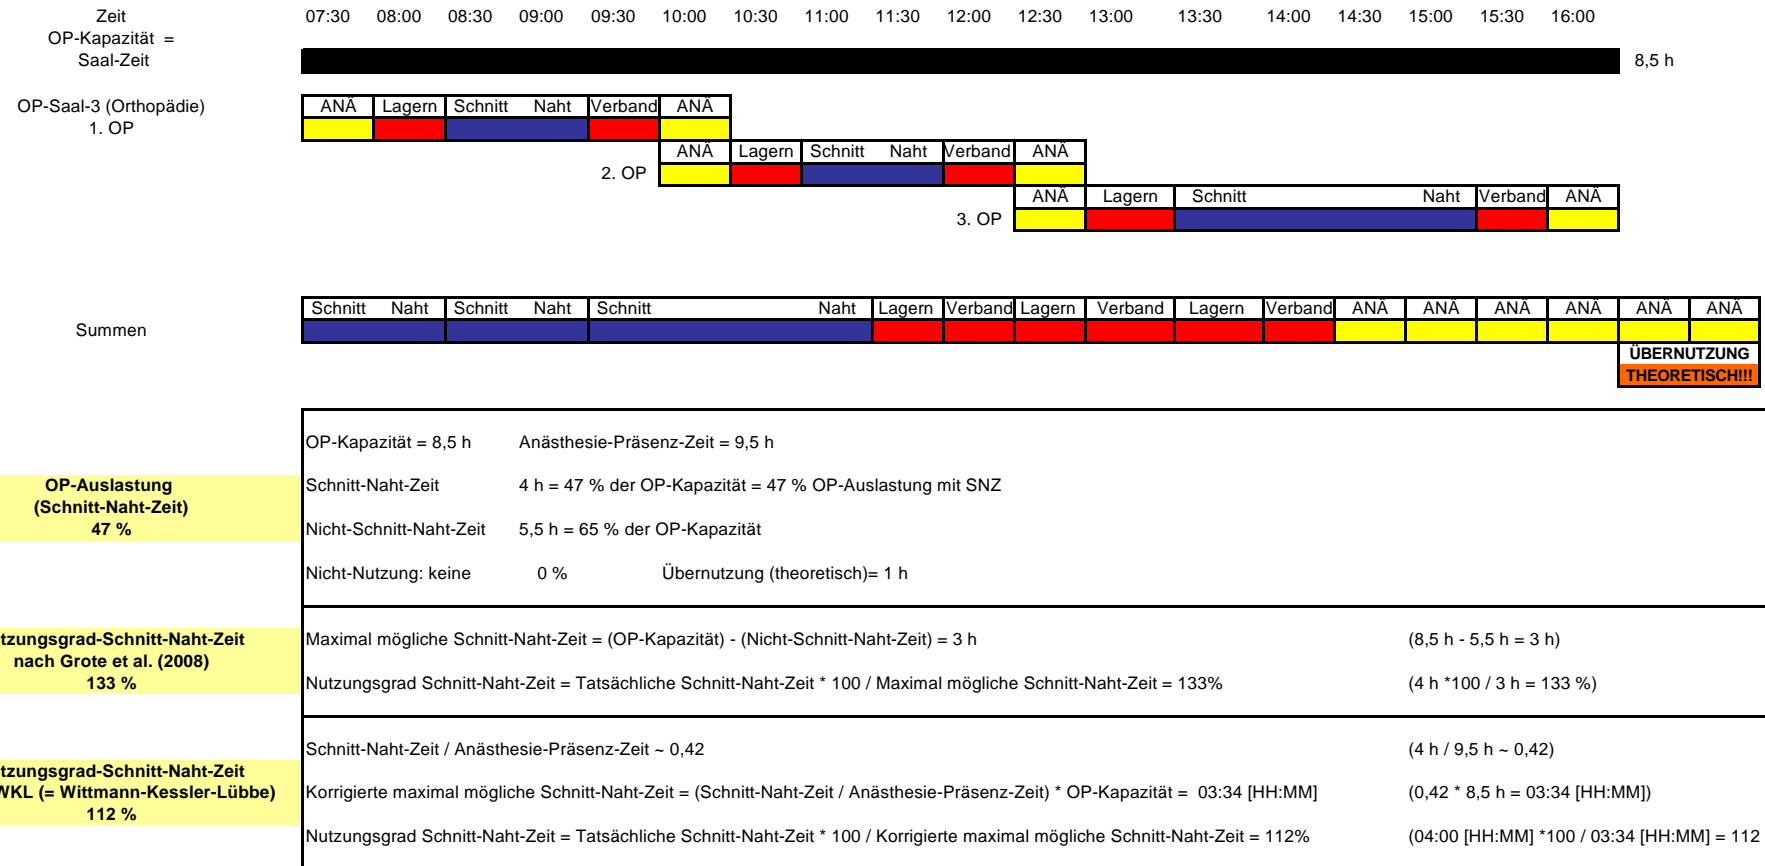 Zeit 07:30 08:00 08:30 09:00 09:30 10:00 10:30 11:00 11:30 12:00 12:30 13:00 13:30 14:00 14:30 15:00 15:30 16:00
OP-Kapazität =
Saal-Zeit 8,5 h
OP-Saal-3 (Orthopädie) ANÄ Lagern Schnitt Naht Verband ANÄ
1. OP
ANÄ Lagern Schnitt Naht Verband ANÄ
2. OP
ANÄ Lagern Schnitt Naht Verband ANÄ
3. OP
Schnitt Naht Schnitt Naht Schnitt Naht Lagern Verband Lagern Verband Lagern Verband ANÄ ANÄ ANÄ ANÄ ANÄ ANÄ
Summen
ÜBERNUTZUNG
THEORETISCH!!!
OP-Kapazität = 8,5 h Anästhesie-Präsenz-Zeit = 9,5 h
OP-Auslastung
(Schnitt-Naht-Zeit)
47 %
Schnitt-Naht-Zeit 4 h = 47 % der OP-Kapazität = 47 % OP-Auslastung mit SNZ
Nicht-Schnitt-Naht-Zeit 5,5 h = 65 % der OP-Kapazität
Nicht-Nutzung: keine 0 % Übernutzung (theoretisch)= 1 h
tzungsgrad-Schnitt-Naht-Zeit
nach Grote et al. (2008)
133 %
Maximal mögliche Schnitt-Naht-Zeit = (OP-Kapazität) - (Nicht-Schnitt-Naht-Zeit) = 3 h (8,5 h - 5,5 h = 3 h)
Nutzungsgrad Schnitt-Naht-Zeit = Tatsächliche Schnitt-Naht-Zeit * 100 / Maximal mögliche Schnitt-Naht-Zeit = 133% (4 h *100 / 3 h = 133 %)
Schnitt-Naht-Zeit / Anästhesie-Präsenz-Zeit ~ 0,42 (4 h / 9,5 h ~ 0,42)
tzungsgrad-Schnitt-Naht-Zeit
WKL (= Wittmann-Kessler-Lübbe)
112 %
Korrigierte maximal mögliche Schnitt-Naht-Zeit = (Schnitt-Naht-Zeit / Anästhesie-Präsenz-Zeit) * OP-Kapazität = 03:34 [HH:MM] (0,42 * 8,5 h = 03:34 [HH:MM])
Nutzungsgrad Schnitt-Naht-Zeit = Tatsächliche Schnitt-Naht-Zeit * 100 / Korrigierte maximal mögliche Schnitt-Naht-Zeit = 112% (04:00 [HH:MM] *100 / 03:34 [HH:MM] = 112